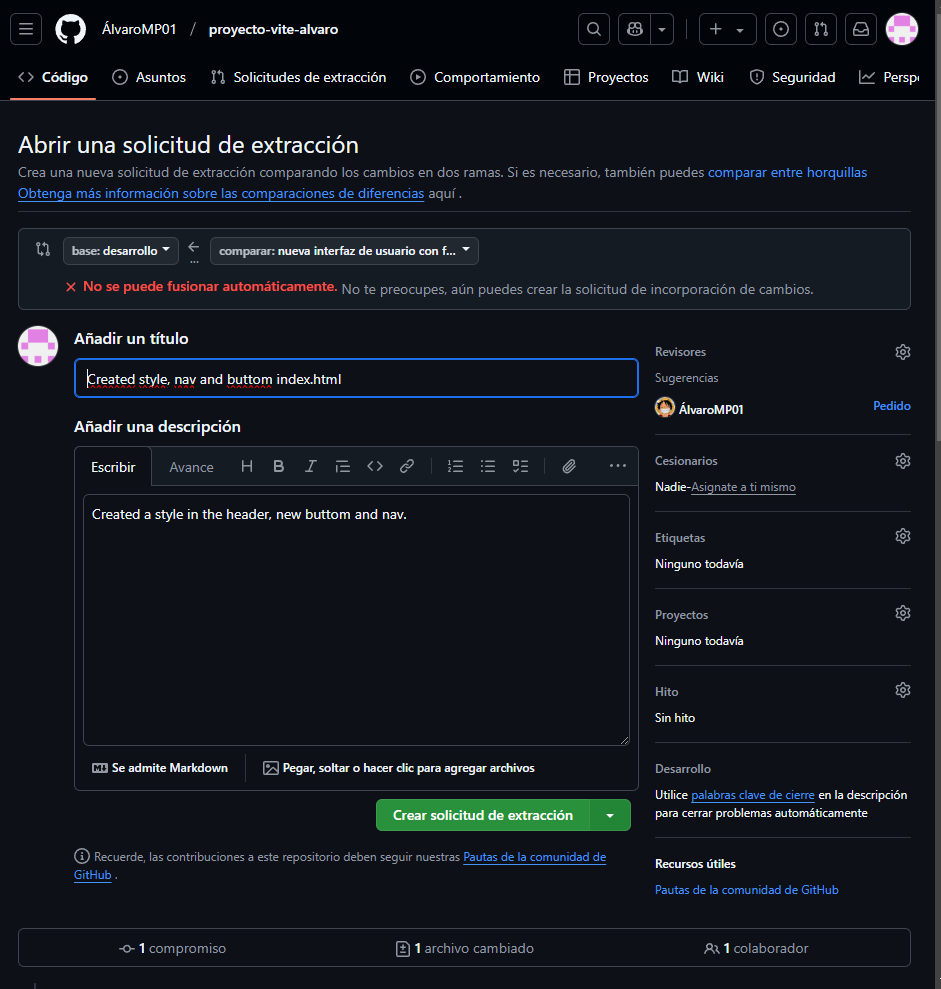 ÁlvaroMP01 / proyecto-vite-alvaro
Código Asuntos Solicitudes de extracción Comportamiento Proyectos Wiki Seguridad Perspe
Abrir una solicitud de extracción
Crea una nueva solicitud de extracción comparando los cambios en dos ramas. Si es necesario, también puedes comparar entre horquillas
Obtenga más información sobre las comparaciones de diferencias aquí .
base: desarrollo ... comparar: nueva interfaz de usuario con f...
No se puede fusionar automáticamente. No te preocupes, aún puedes crear la solicitud de incorporación de cambios.
Añadir un título
Created style, nav and buttom index.html
Añadir una descripción
Escribir Avance
Created a style in the header, new buttom and nav.
Se admite Markdown Pegar, soltar o hacer clic para agregar archivos
Crear solicitud de extracción
Recuerde, las contribuciones a este repositorio deben seguir nuestras Pautas de la comunidad de
GitHub .
Revisores
Sugerencias
ÁlvaroMP01 Pedido
Cesionarios
Nadie-Asignate a ti mismo
Etiquetas
Ninguno todavía
Proyectos
Ninguno todavía
Hito
Sin hito
Desarrollo
Utilice palabras clave de cierre en la descripción
para cerrar problemas automáticamente
Recursos útiles
Pautas de la comunidad de GitHub
1 compromiso 1 archivo cambiado 1 colaborador